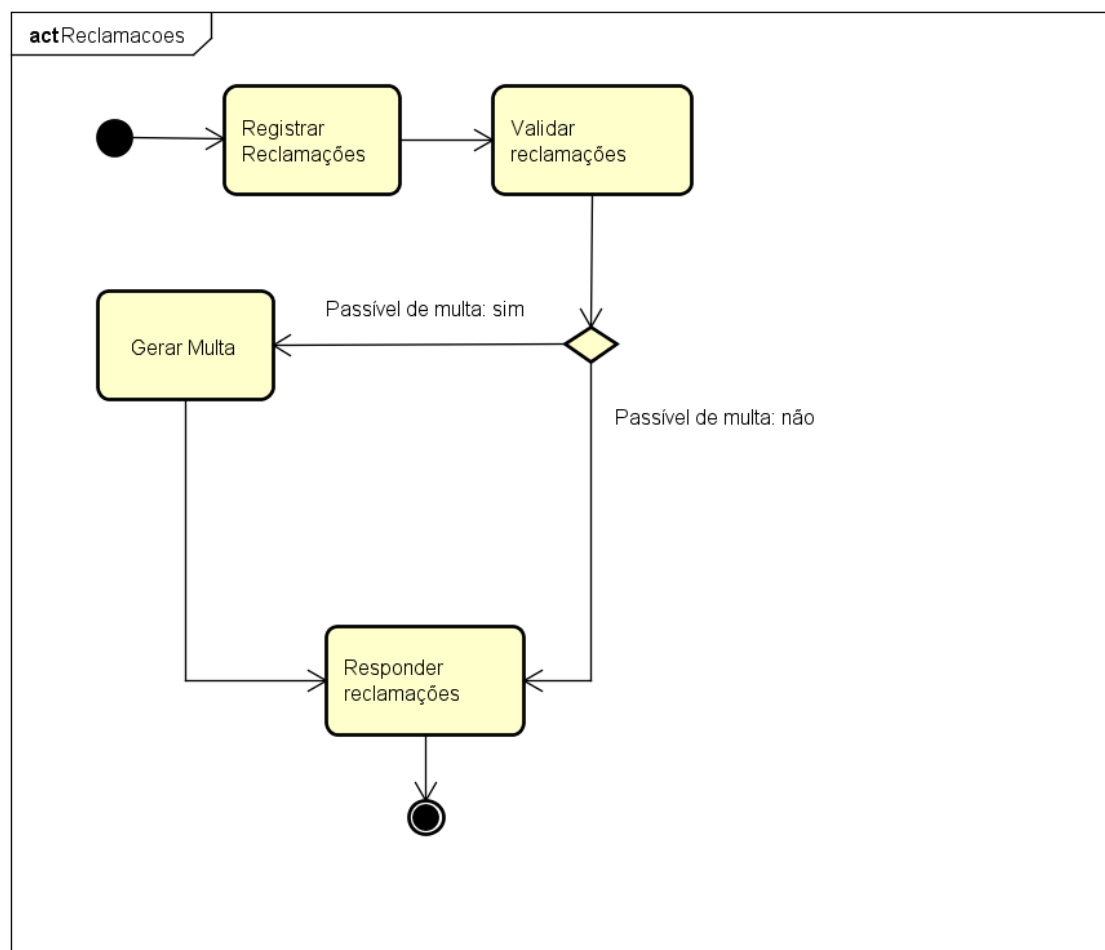 act Reclamacoes
Registrar
Reclamações
Validar
reclamações
Passível de multa: sim
Gerar Multa
Passível de multa: não
Responder
reclamações